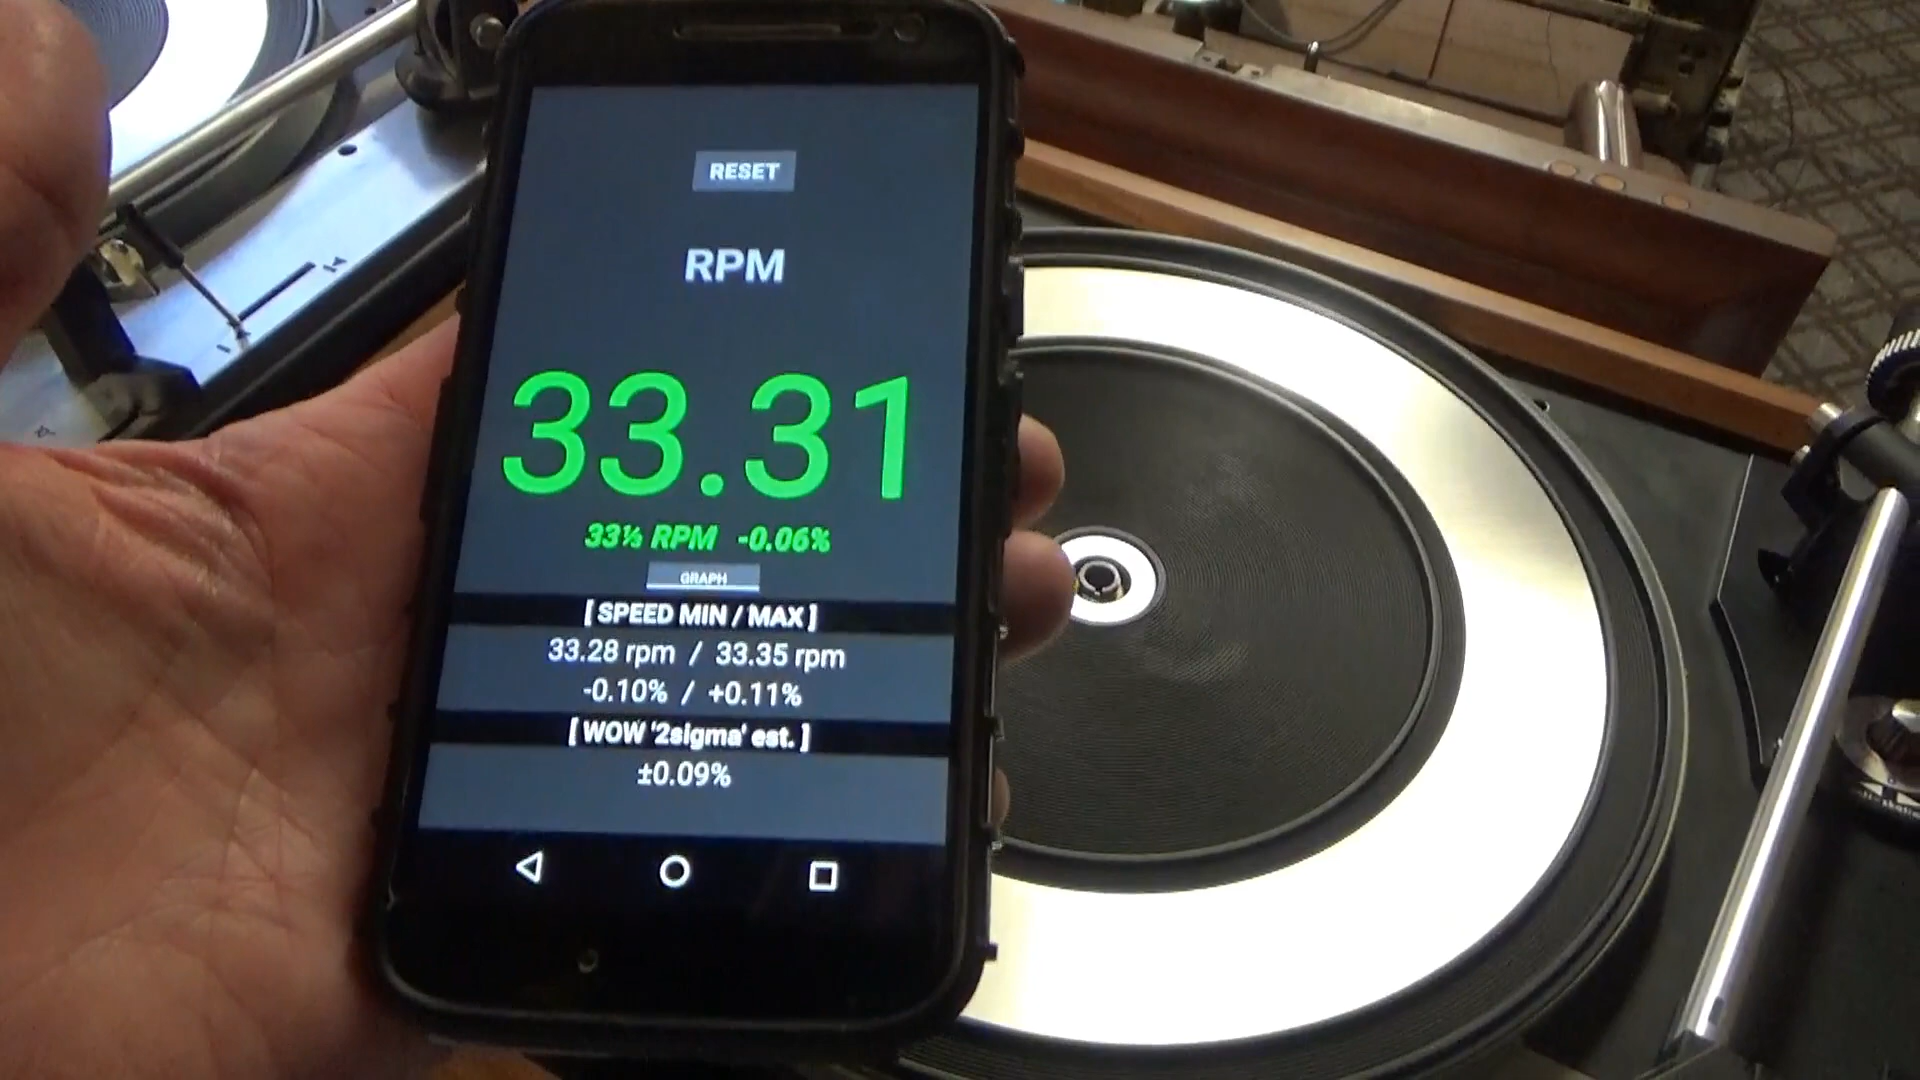 RESET
RPM
33.31
33⅓ RPM -0.06%
GRAPH
[ SPEED MIN / MAX ]
33.28 rpm / 33.35 rpm
-0.10% / +0.11%
[ WOW '2sigma' est. ]
±0.09%